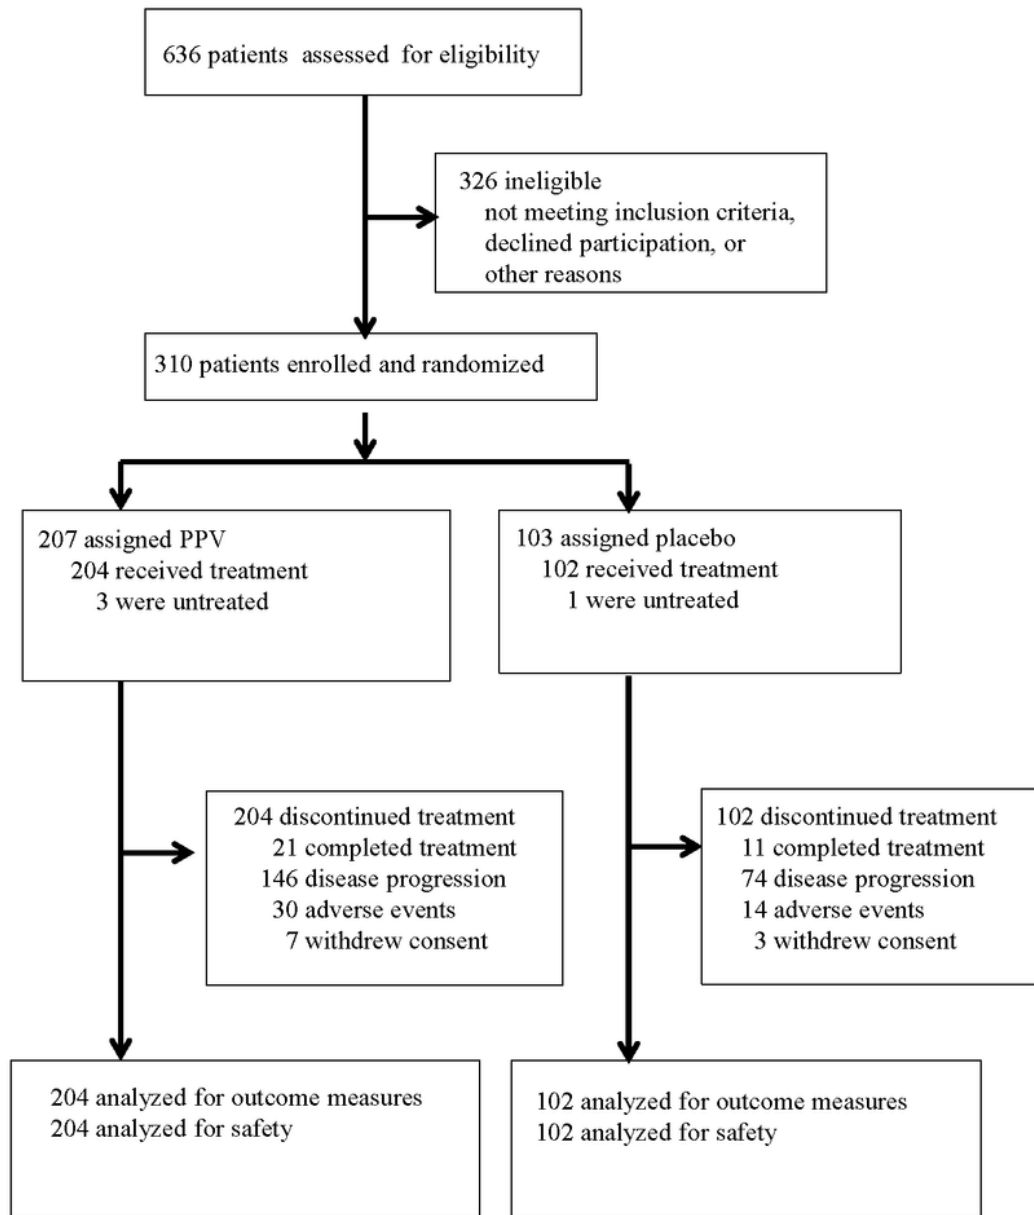 636 patients assessed for eligibility
326 ineligible
not meeting inclusion criteria,
declined participation, or
other reasons
310 patients enrolled and randomized
207 assigned PPV
204 received treatment
3 were untreated
103 assigned placebo
102 received treatment
1 were untreated
204 discontinued treatment
21 completed treatment
146 disease progression
30 adverse events
7 withdrew consent
102 discontinued treatment
11 completed treatment
74 disease progression
14 adverse events
3 withdrew consent
204 analyzed for outcome measures
204 analyzed for safety
102 analyzed for outcome measures
102 analyzed for safety